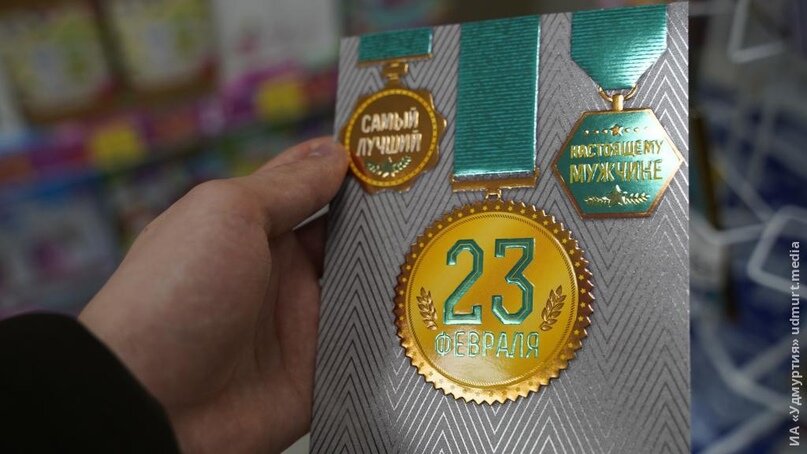 САМЫЙ
ЛУЧШИЙ
НАСТОЯЩЕМУ
МУЖЧИНЕ
23
ФЕВРАЛЯ
ИА «Удмуртия» udmurt.media